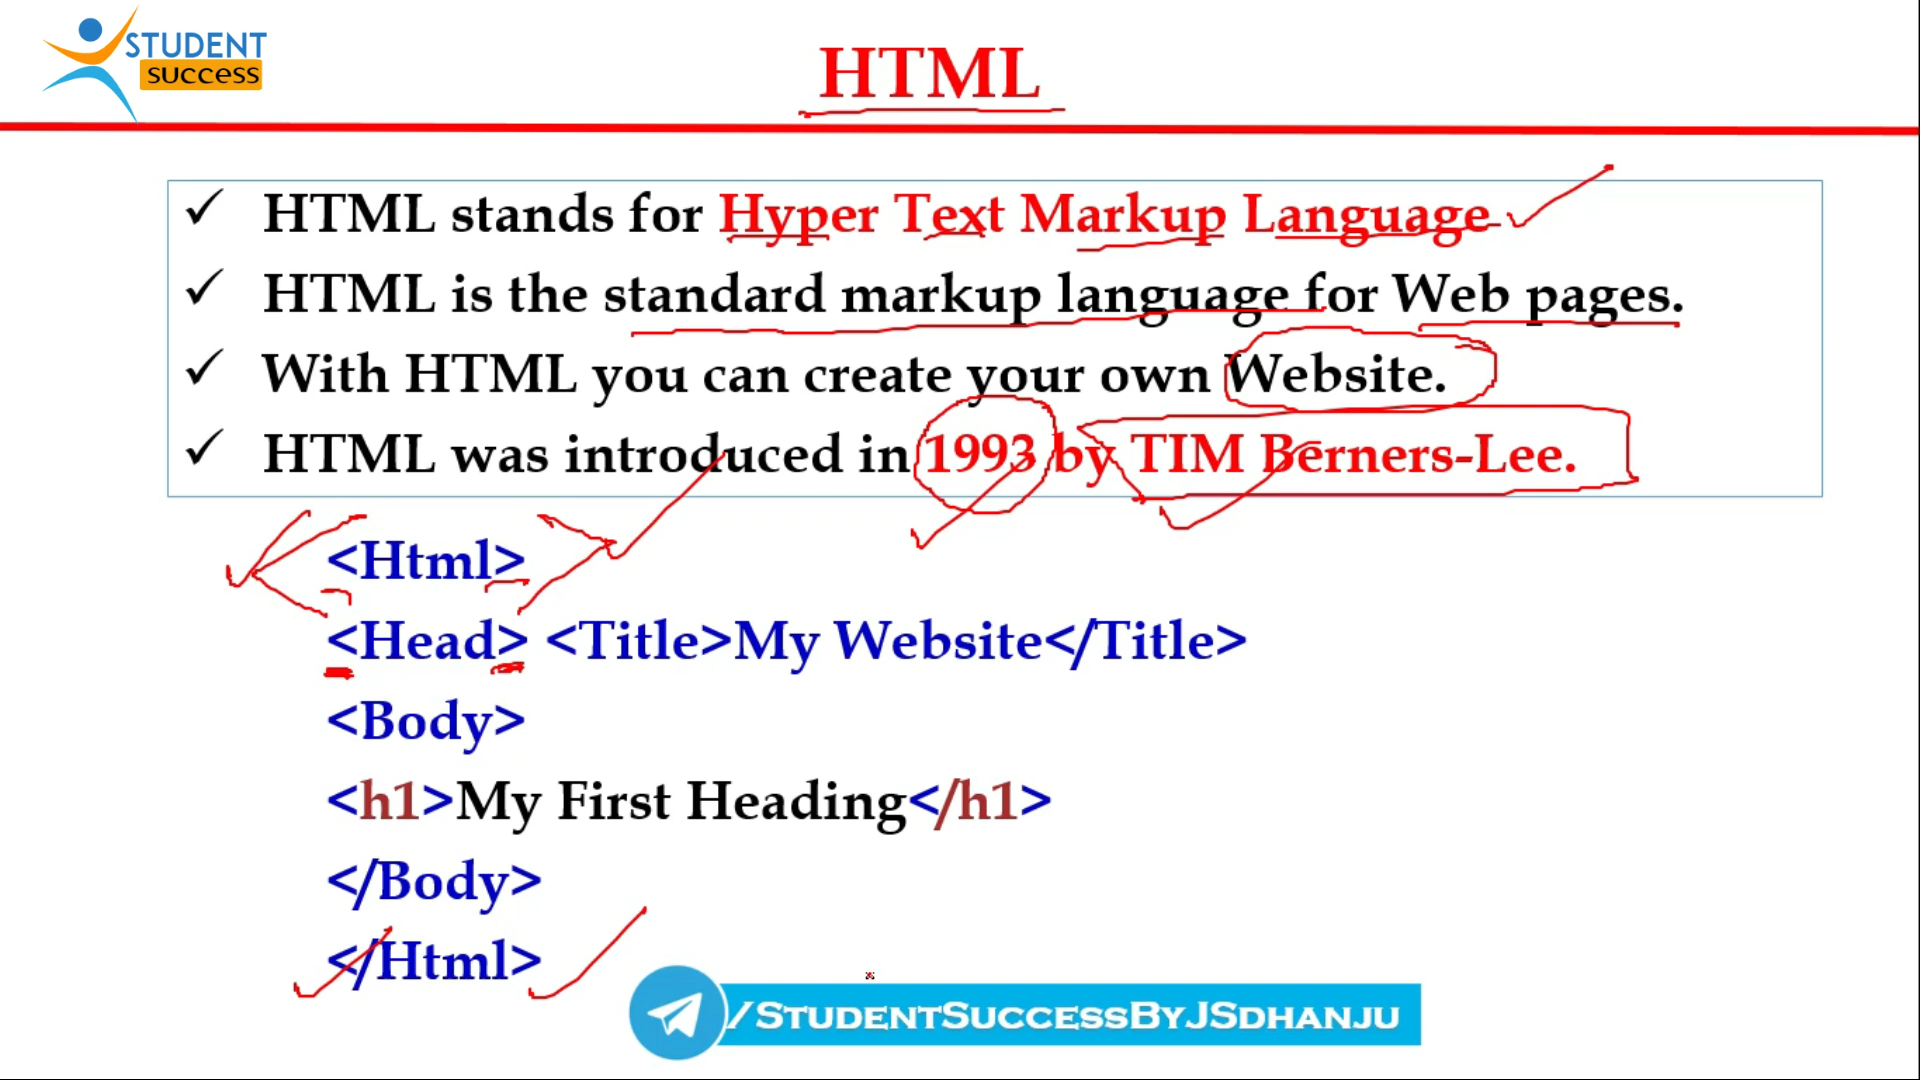 STUDENT
success
HTML
✓ HTML stands for Hyper Text Markup Language
✓ HTML is the standard markup language for Web pages.
✓ With HTML you can create your own Website.
✓ HTML was introduced in 1993 by TIM Berners-Lee.
<Html>
<Head> <Title>My Website</Title>
<Body>
<h1>My First Heading</h1>
</Body>
</Html>
/StudentSuccessByJSdhanju